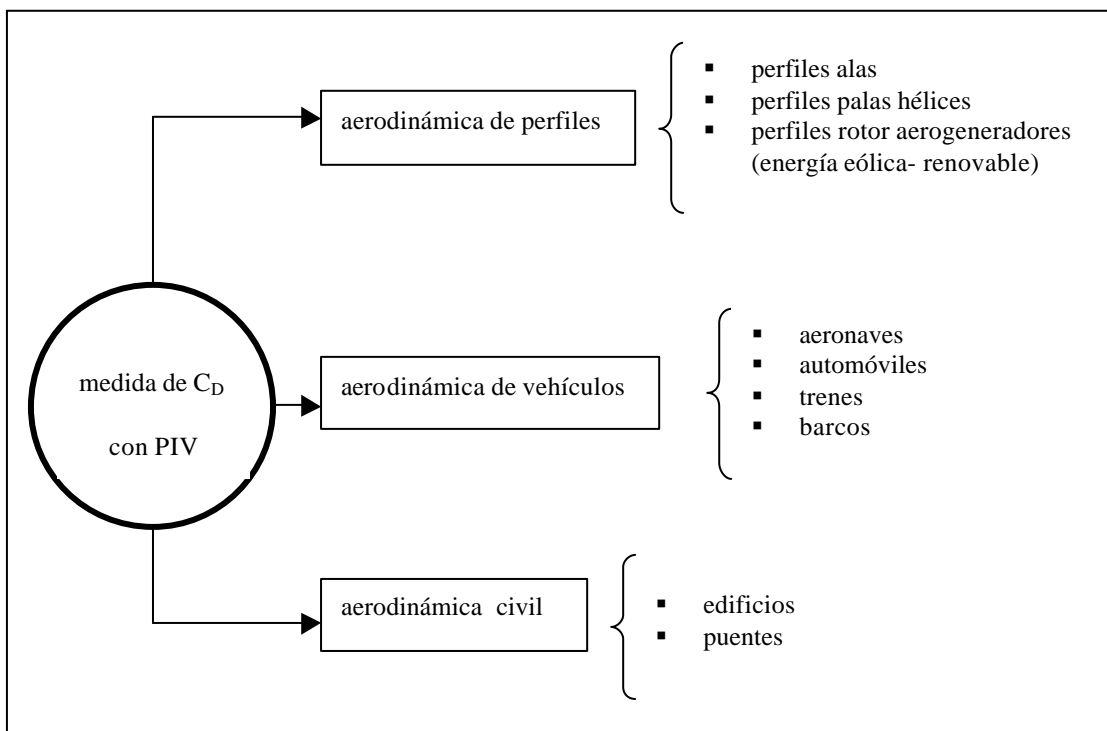 medida de C_D
con PIV
aerodinámica de perfiles
▪ perfiles alas
▪ perfiles palas hélices
▪ perfiles rotor aerogeneradores
(energía eólica- renovable)
aerodinámica de vehículos
▪ aeronaves
▪ automóviles
▪ trenes
▪ barcos
aerodinámica civil
▪ edificios
▪ puentes